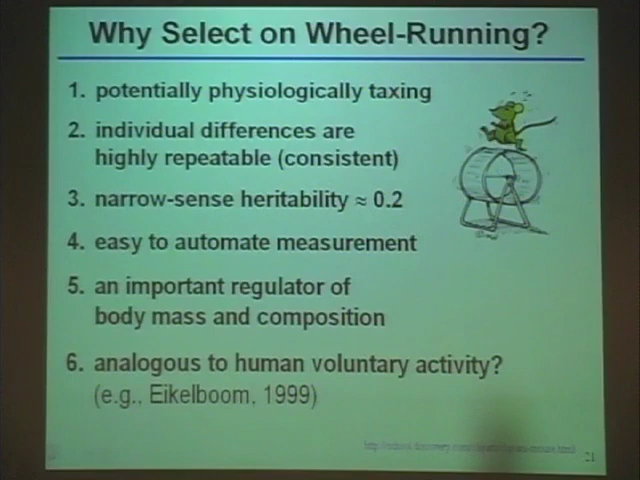 Why Select on Wheel-Running?
1. potentially physiologically taxing
2. individual differences are
highly repeatable (consistent)
3. narrow-sense heritability ≈ 0.2
4. easy to automate measurement
5. an important regulator of
body mass and composition
6. analogous to human voluntary activity?
(e.g., Eikelboom, 1999)
21